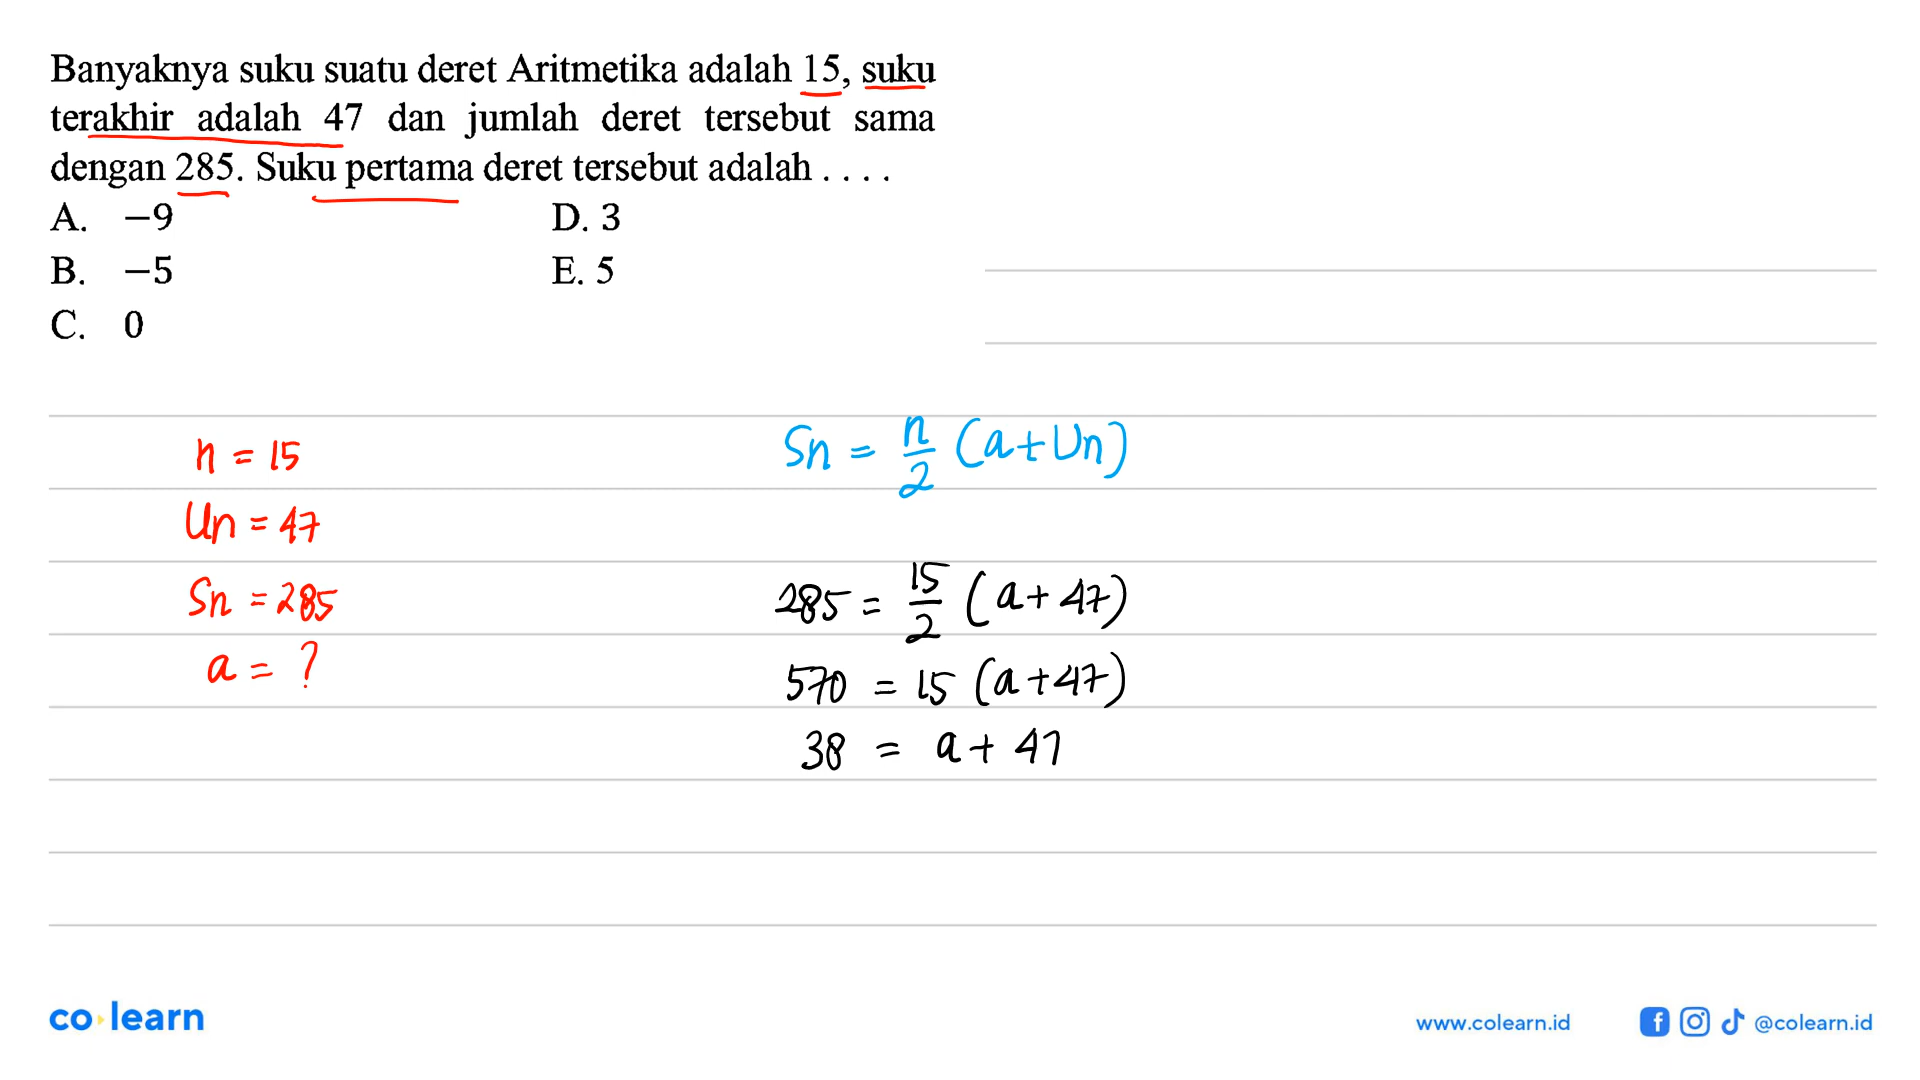 Banyaknya suku suatu deret Aritmetika adalah 15, suku
terakhir adalah 47 dan jumlah deret tersebut sama
dengan 285. Suku pertama deret tersebut adalah . . . .
A. −9
D. 3
B. −5
E. 5
C. 0
n = 15
Un = 47
Sn = 285
a = ?
Sn = n/2 (a + Un)
285 = 15/2 (a + 47)
570 = 15 (a + 47)
38 = a + 47
co learn
www.colearn.id
@colearn.id